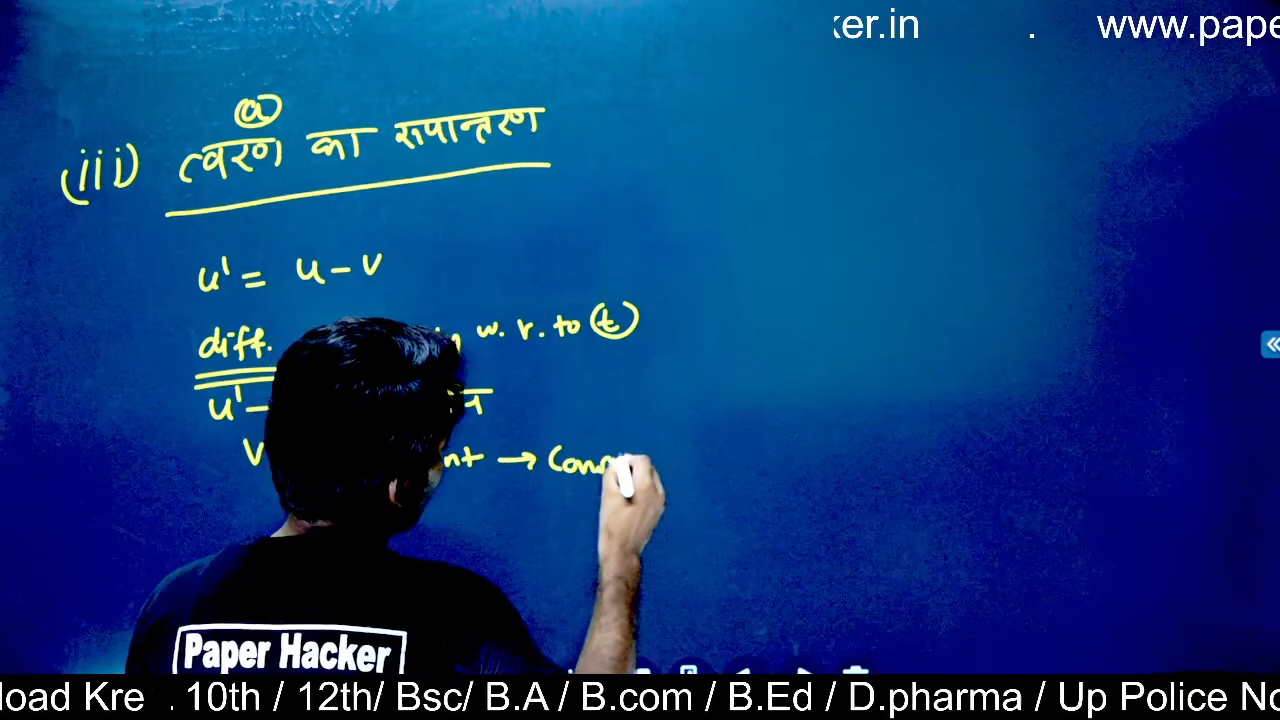 ker.in . www.pape
(a)
(iii) त्वरण का रूपान्तरण
u' = u - v
diff. w. r. to (t)
u' -
V nt → Cons
Paper Hacker
load Kre . 10th / 12th/ Bsc/ B.A / B.com / B.Ed / D.pharma / Up Police No